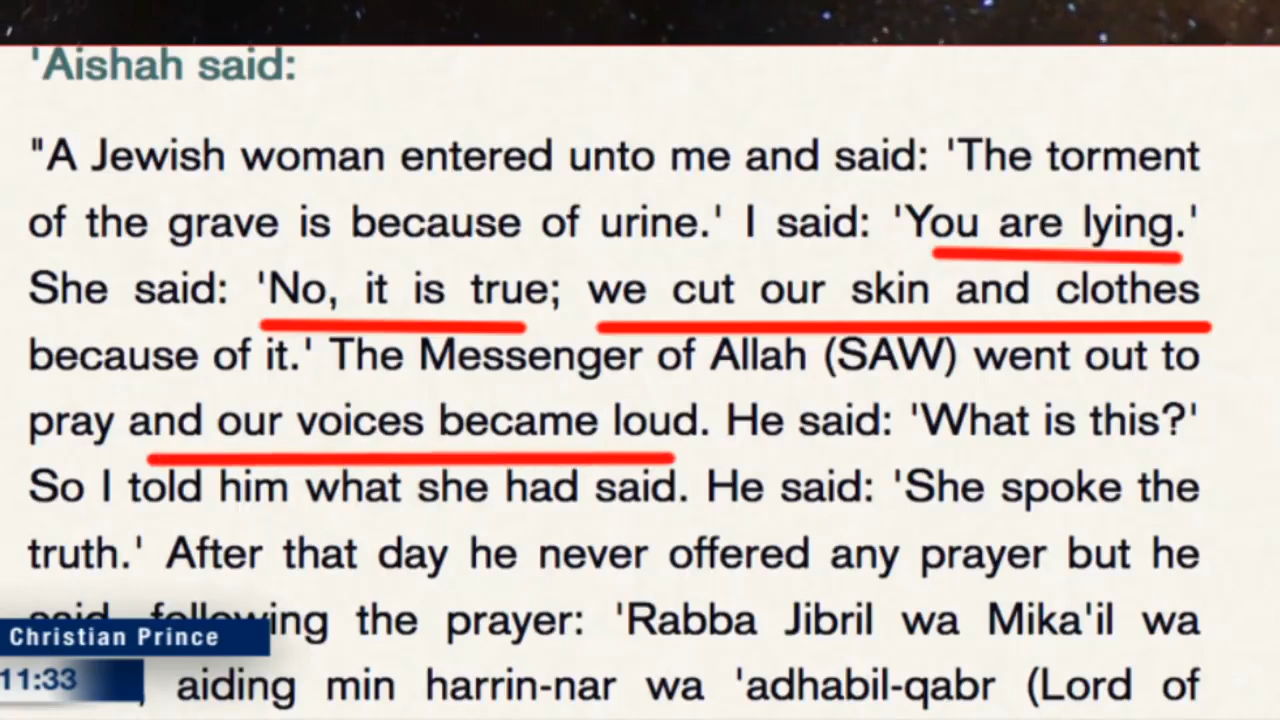 'Aishah said:
"A Jewish woman entered unto me and said: 'The torment
of the grave is because of urine.' I said: 'You are lying.'
She said: 'No, it is true; we cut our skin and clothes
because of it.' The Messenger of Allah (SAW) went out to
pray and our voices became loud. He said: 'What is this?'
So I told him what she had said. He said: 'She spoke the
truth.' After that day he never offered any prayer but he
said, following the prayer: 'Rabba Jibril wa Mika'il wa
Christian Prince
11:33
aiding min harrin-nar wa 'adhabil-qabr (Lord of